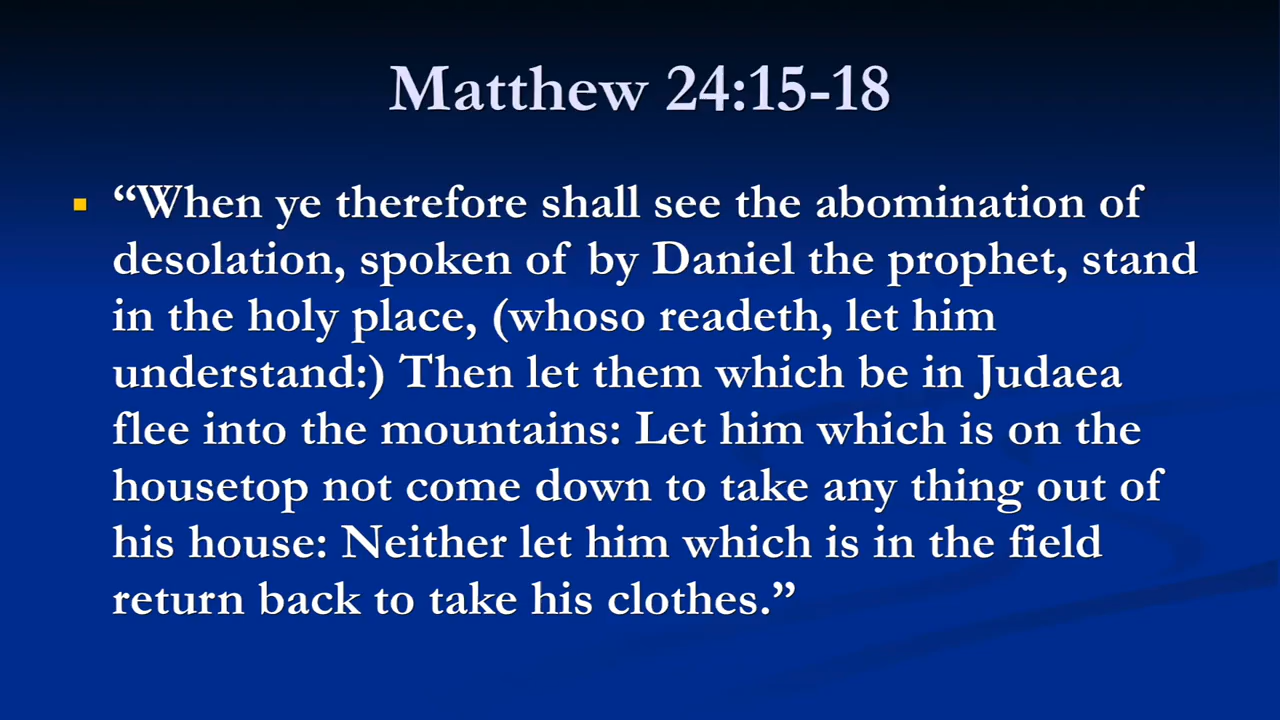 Matthew 24:15-18
“When ye therefore shall see the abomination of
desolation, spoken of by Daniel the prophet, stand
in the holy place, (whoso readeth, let him
understand:) Then let them which be in Judaea
flee into the mountains: Let him which is on the
housetop not come down to take any thing out of
his house: Neither let him which is in the field
return back to take his clothes.”